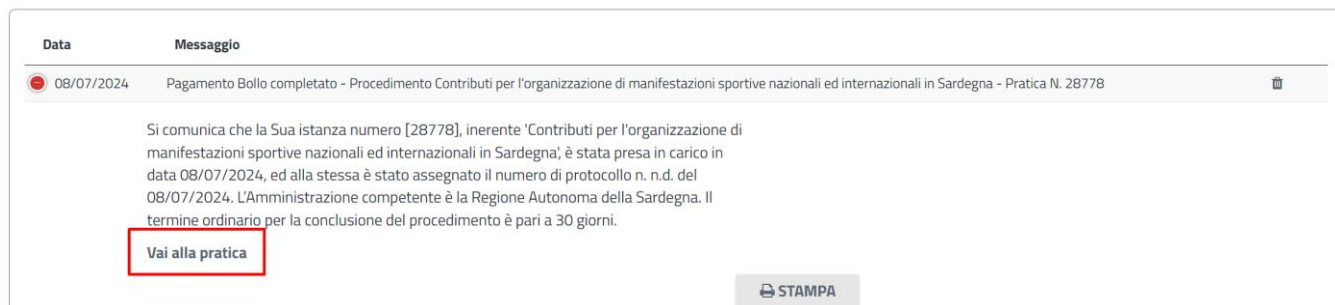 Data Messaggio
08/07/2024 Pagamento Bollo completato - Procedimento Contributi per l'organizzazione di manifestazioni sportive nazionali ed internazionali in Sardegna - Pratica N. 28778
Si comunica che la Sua istanza numero [28778], inerente 'Contributi per l'organizzazione di
manifestazioni sportive nazionali ed internazionali in Sardegna', è stata presa in carico in
data 08/07/2024, ed alla stessa è stato assegnato il numero di protocollo n. n.d. del
08/07/2024. L'Amministrazione competente è la Regione Autonoma della Sardegna. Il
termine ordinario per la conclusione del procedimento è pari a 30 giorni.
Vai alla pratica
STAMPA